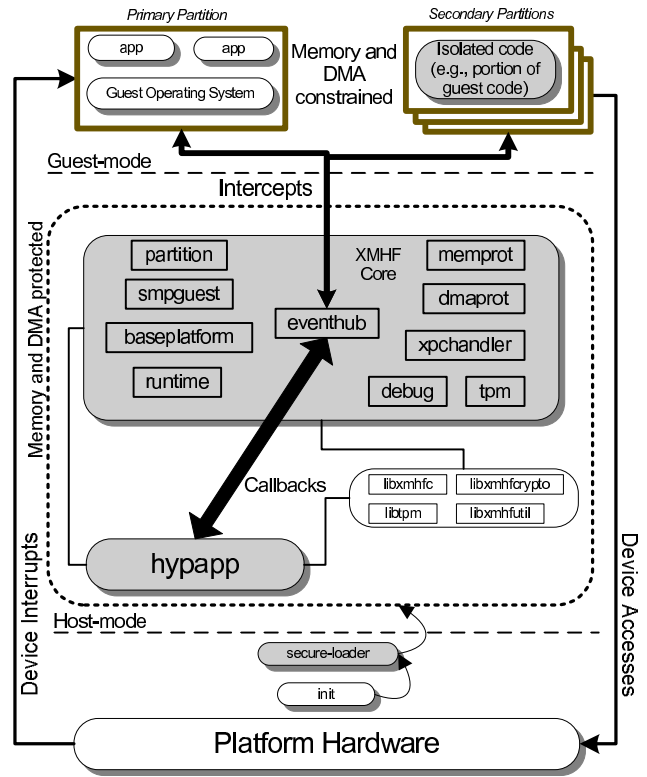 Primary Partition
Secondary Partitions
app
app
Guest Operating System
Memory and
DMA
constrained
Isolated code
(e.g., portion of
guest code)
Guest-mode
Intercepts
Memory and DMA protected
partition
smpguest
baseplatform
runtime
XMHF
Core
eventhub
memprot
dmaprot
xpchandler
debug
tpm
Callbacks
libxmhfc
libxmhfcrypto
libtpm
libxmhfutil
hypapp
Device Interrupts
Device Accesses
Host-mode
secure-loader
init
Platform Hardware